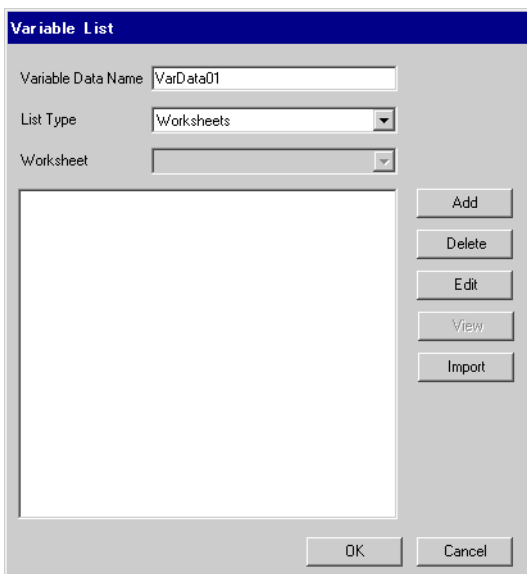 Variable List
Variable Data Name VarData01
List Type Worksheets
Worksheet
Add
Delete
Edit
View
Import
OK Cancel